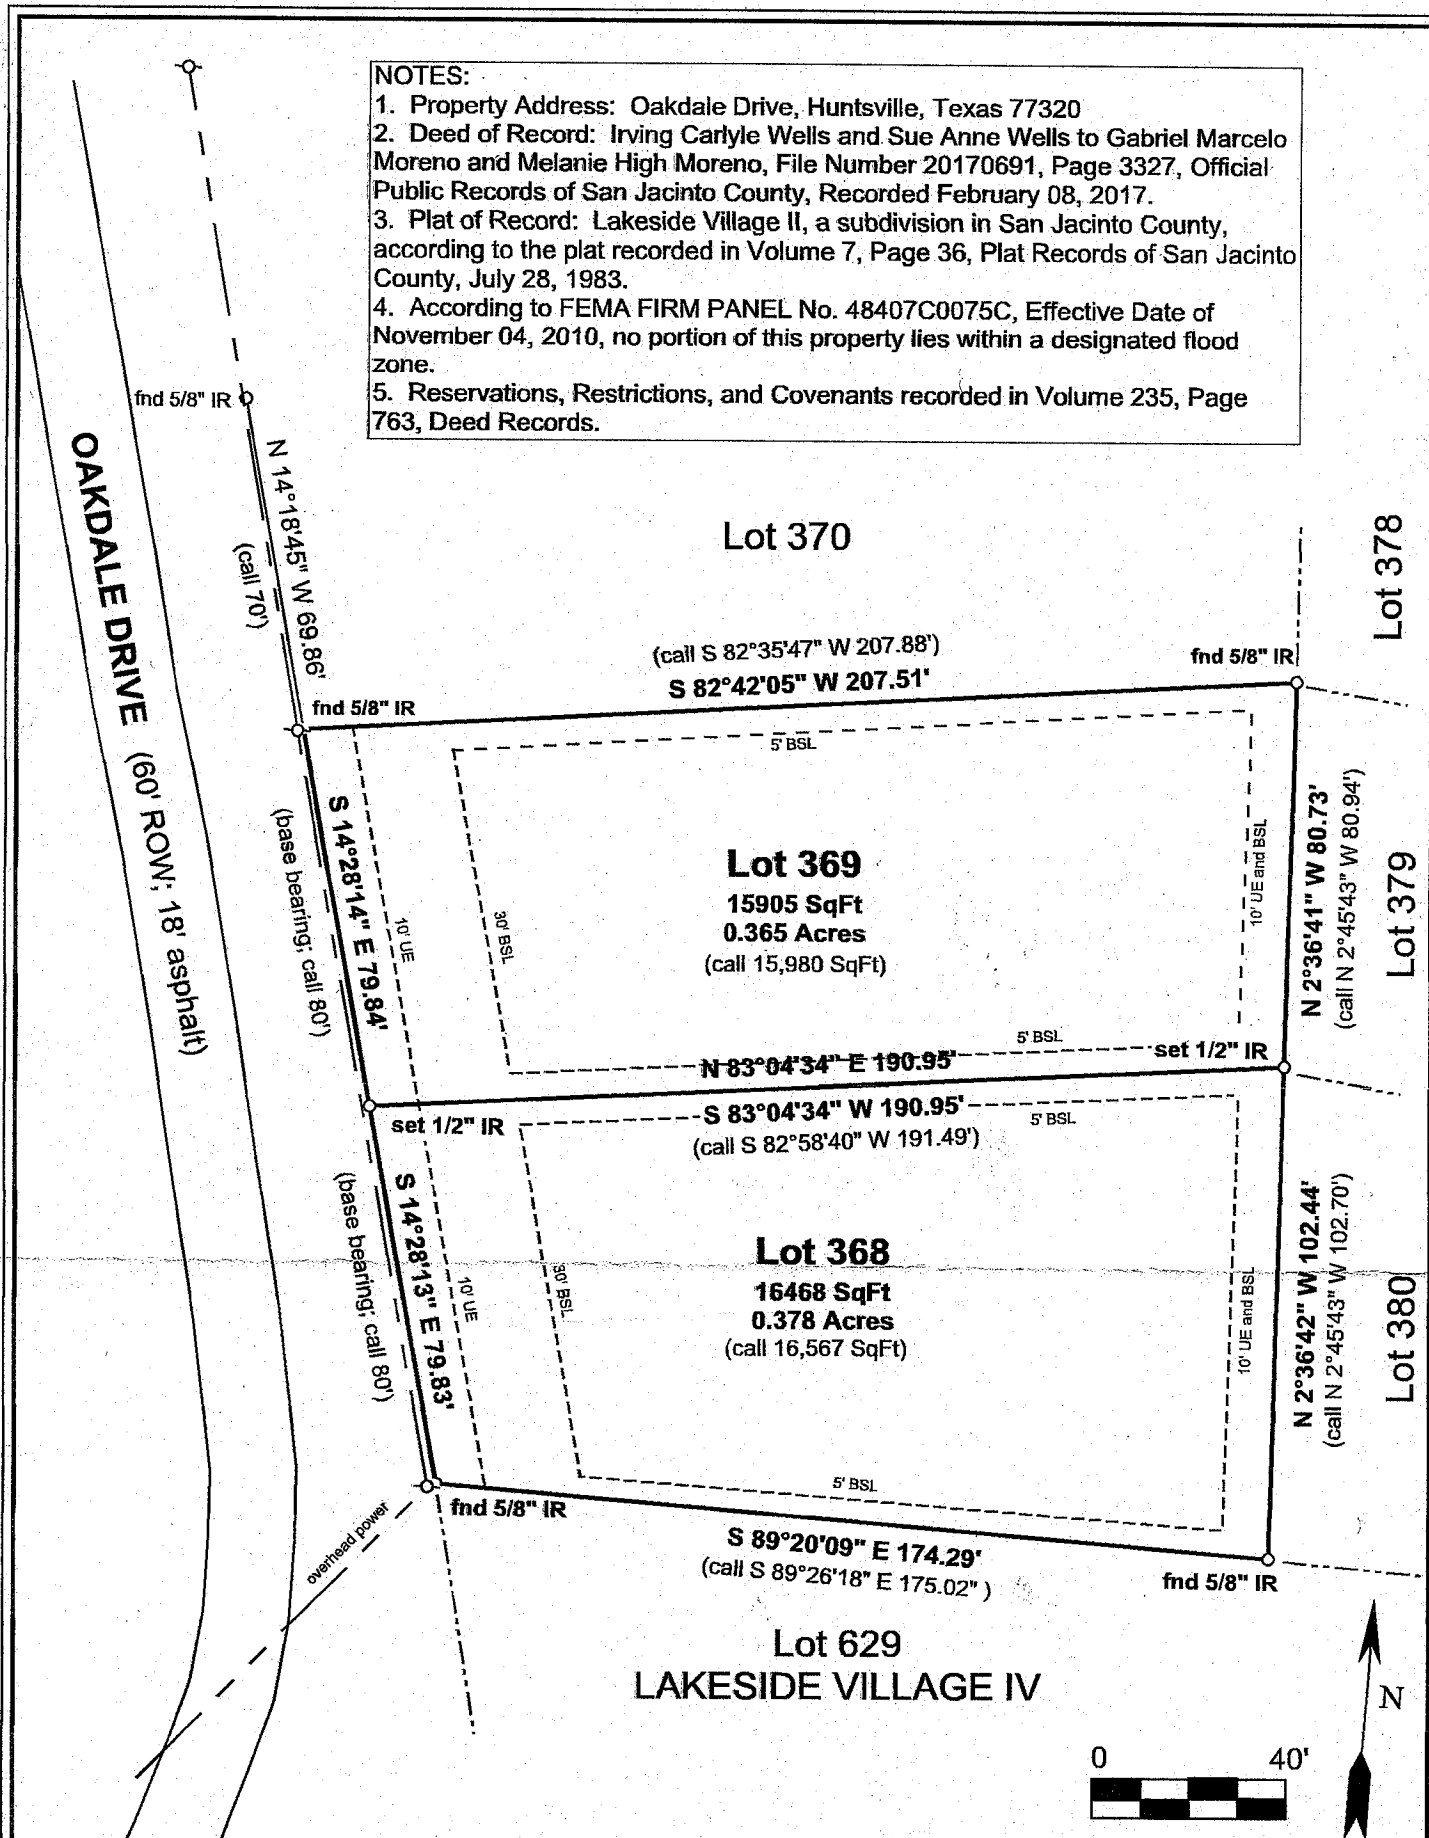 NOTES:
1. Property Address: Oakdale Drive, Huntsville, Texas 77320
2. Deed of Record: Irving Carlyle Wells and Sue Anne Wells to Gabriel Marcelo
Moreno and Melanie High Moreno, File Number 20170691, Page 3327, Official
Public Records of San Jacinto County, Recorded February 08, 2017.
3. Plat of Record: Lakeside Village II, a subdivision in San Jacinto County,
according to the plat recorded in Volume 7, Page 36, Plat Records of San Jacinto
County, July 28, 1983.
4. According to FEMA FIRM PANEL No. 48407C0075C, Effective Date of
November 04, 2010, no portion of this property lies within a designated flood
zone.
5. Reservations, Restrictions, and Covenants recorded in Volume 235, Page
763, Deed Records.
fnd 5/8" IR
OAKDALE DRIVE (60' ROW; 18' asphalt)
N 14°18'45" W 69.86'
(call 70')
Lot 370
Lot 378
(call S 82°35'47" W 207.88')
S 82°42'05" W 207.51'
fnd 5/8" IR
fnd 5/8" IR
5' BSL
S 14°28'14" E 79.84'
(base bearing; call 80')
10' UE
30' BSL
Lot 369
15905 SqFt
0.365 Acres
(call 15,980 SqFt)
10' UE and BSL
N 2°36'41" W 80.73'
(call N 2°45'43" W 80.94')
Lot 379
5' BSL
N 83°04'34" E 190.95'
set 1/2" IR
set 1/2" IR
S 83°04'34" W 190.95'
5' BSL
(call S 82°58'40" W 191.49')
S 14°28'13" E 79.83'
(base bearing; call 80')
10' UE
30' BSL
Lot 368
16468 SqFt
0.378 Acres
(call 16,567 SqFt)
10' UE and BSL
N 2°36'42" W 102.44'
(call N 2°45'43" W 102.70')
Lot 380
5' BSL
fnd 5/8" IR
overhead power
S 89°20'09" E 174.29'
(call S 89°26'18" E 175.02" )
fnd 5/8" IR
Lot 629
LAKESIDE VILLAGE IV
N
0 40'